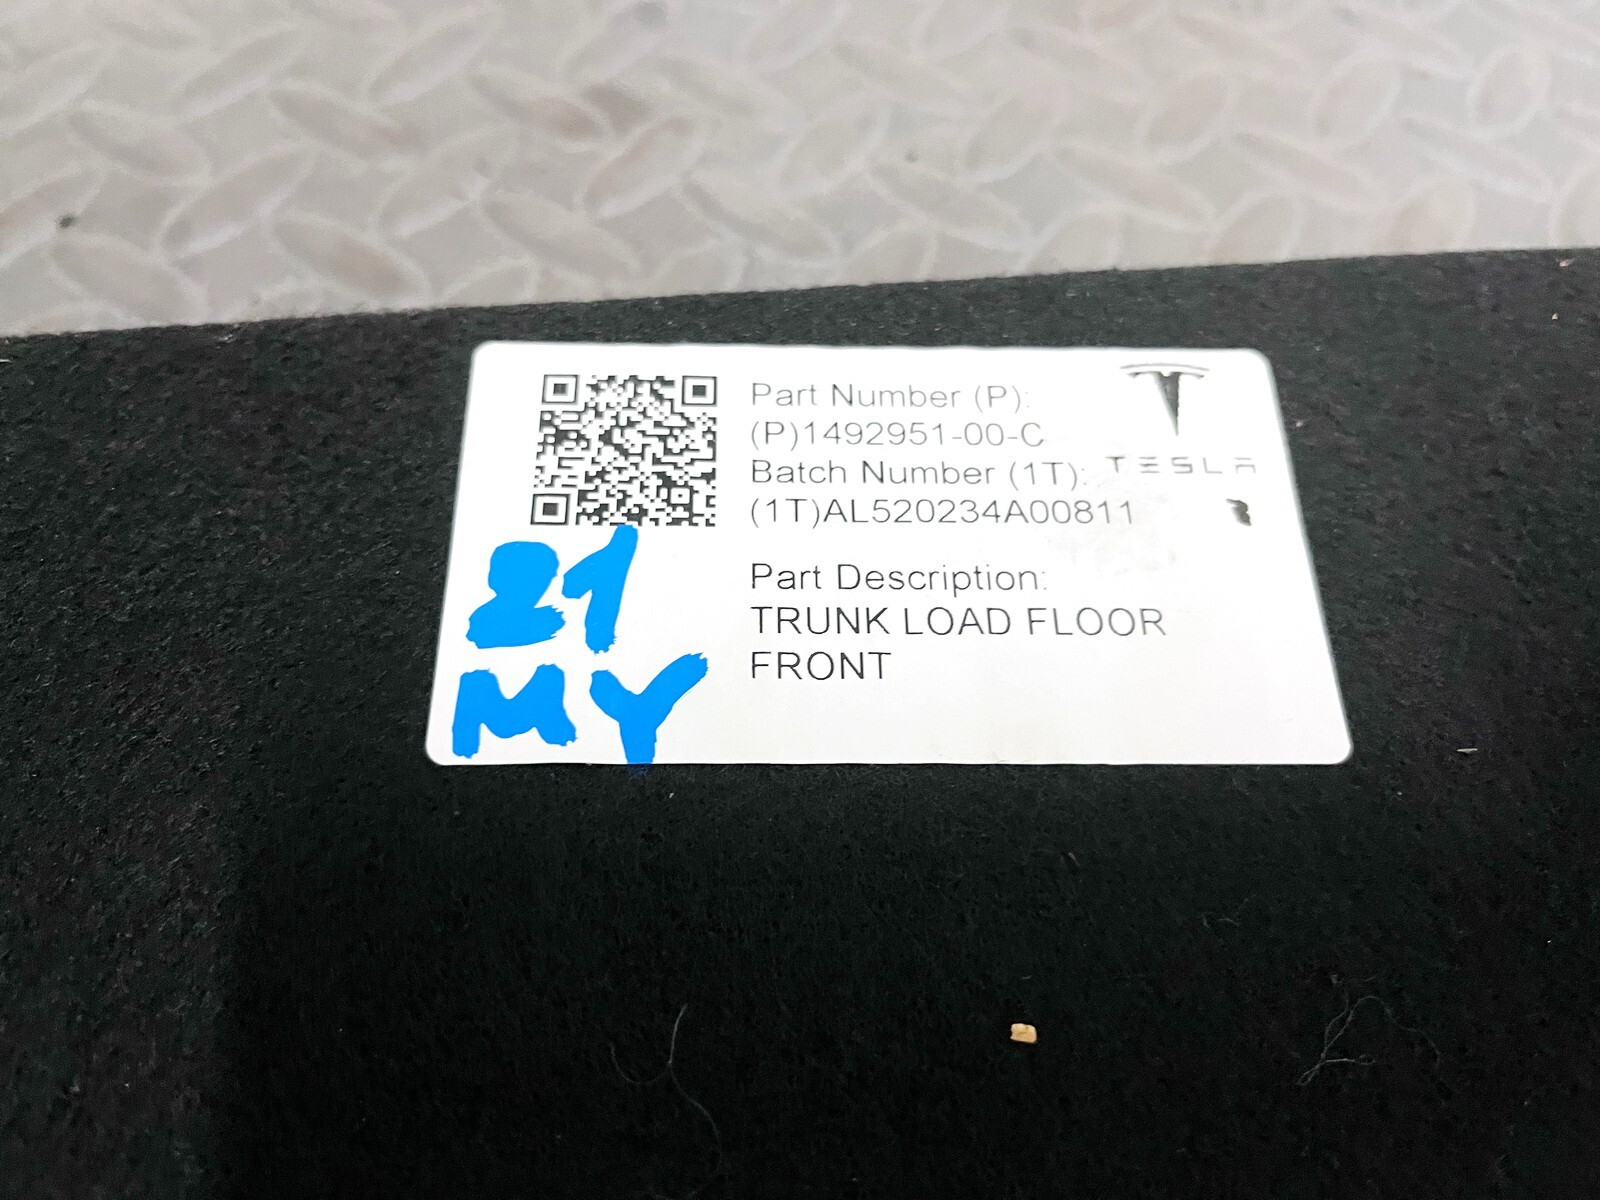 Part Number (P):
(P)1492951-00-C
Batch Number (1T):
(1T)AL520234A00811
TESLA
Part Description:
TRUNK LOAD FLOOR
FRONT
21
MY